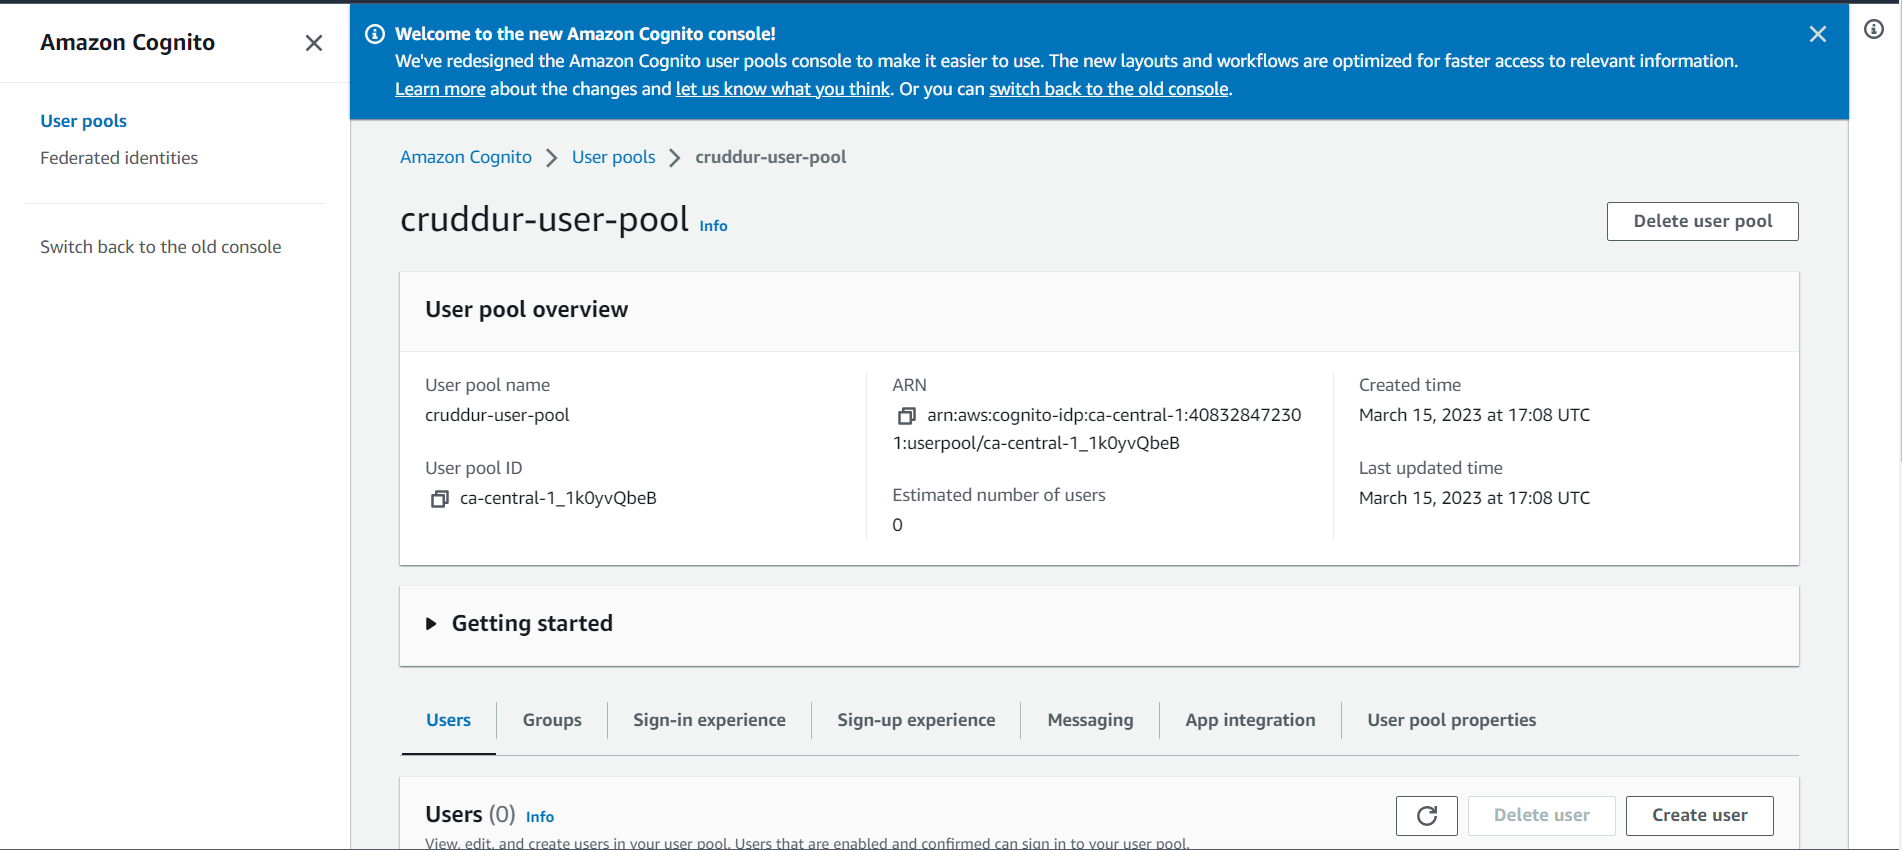 Amazon Cognito
User pools
Federated identities
Switch back to the old console
Welcome to the new Amazon Cognito console!
We've redesigned the Amazon Cognito user pools console to make it easier to use. The new layouts and workflows are optimized for faster access to relevant information.
Learn more about the changes and let us know what you think. Or you can switch back to the old console.
Amazon Cognito > User pools > cruddur-user-pool
cruddur-user-pool Info
Delete user pool
User pool overview
User pool name
cruddur-user-pool
User pool ID
ca-central-1_1k0yvQbeB
ARN
arn:aws:cognito-idp:ca-central-1:40832847230
1:userpool/ca-central-1_1k0yvQbeB
Estimated number of users
0
Created time
March 15, 2023 at 17:08 UTC
Last updated time
March 15, 2023 at 17:08 UTC
Getting started
Users Groups Sign-in experience Sign-up experience Messaging App integration User pool properties
Users (0) Info
Delete user Create user
View, edit, and create users in your user pool. Users that are enabled and confirmed can sign in to your user pool.